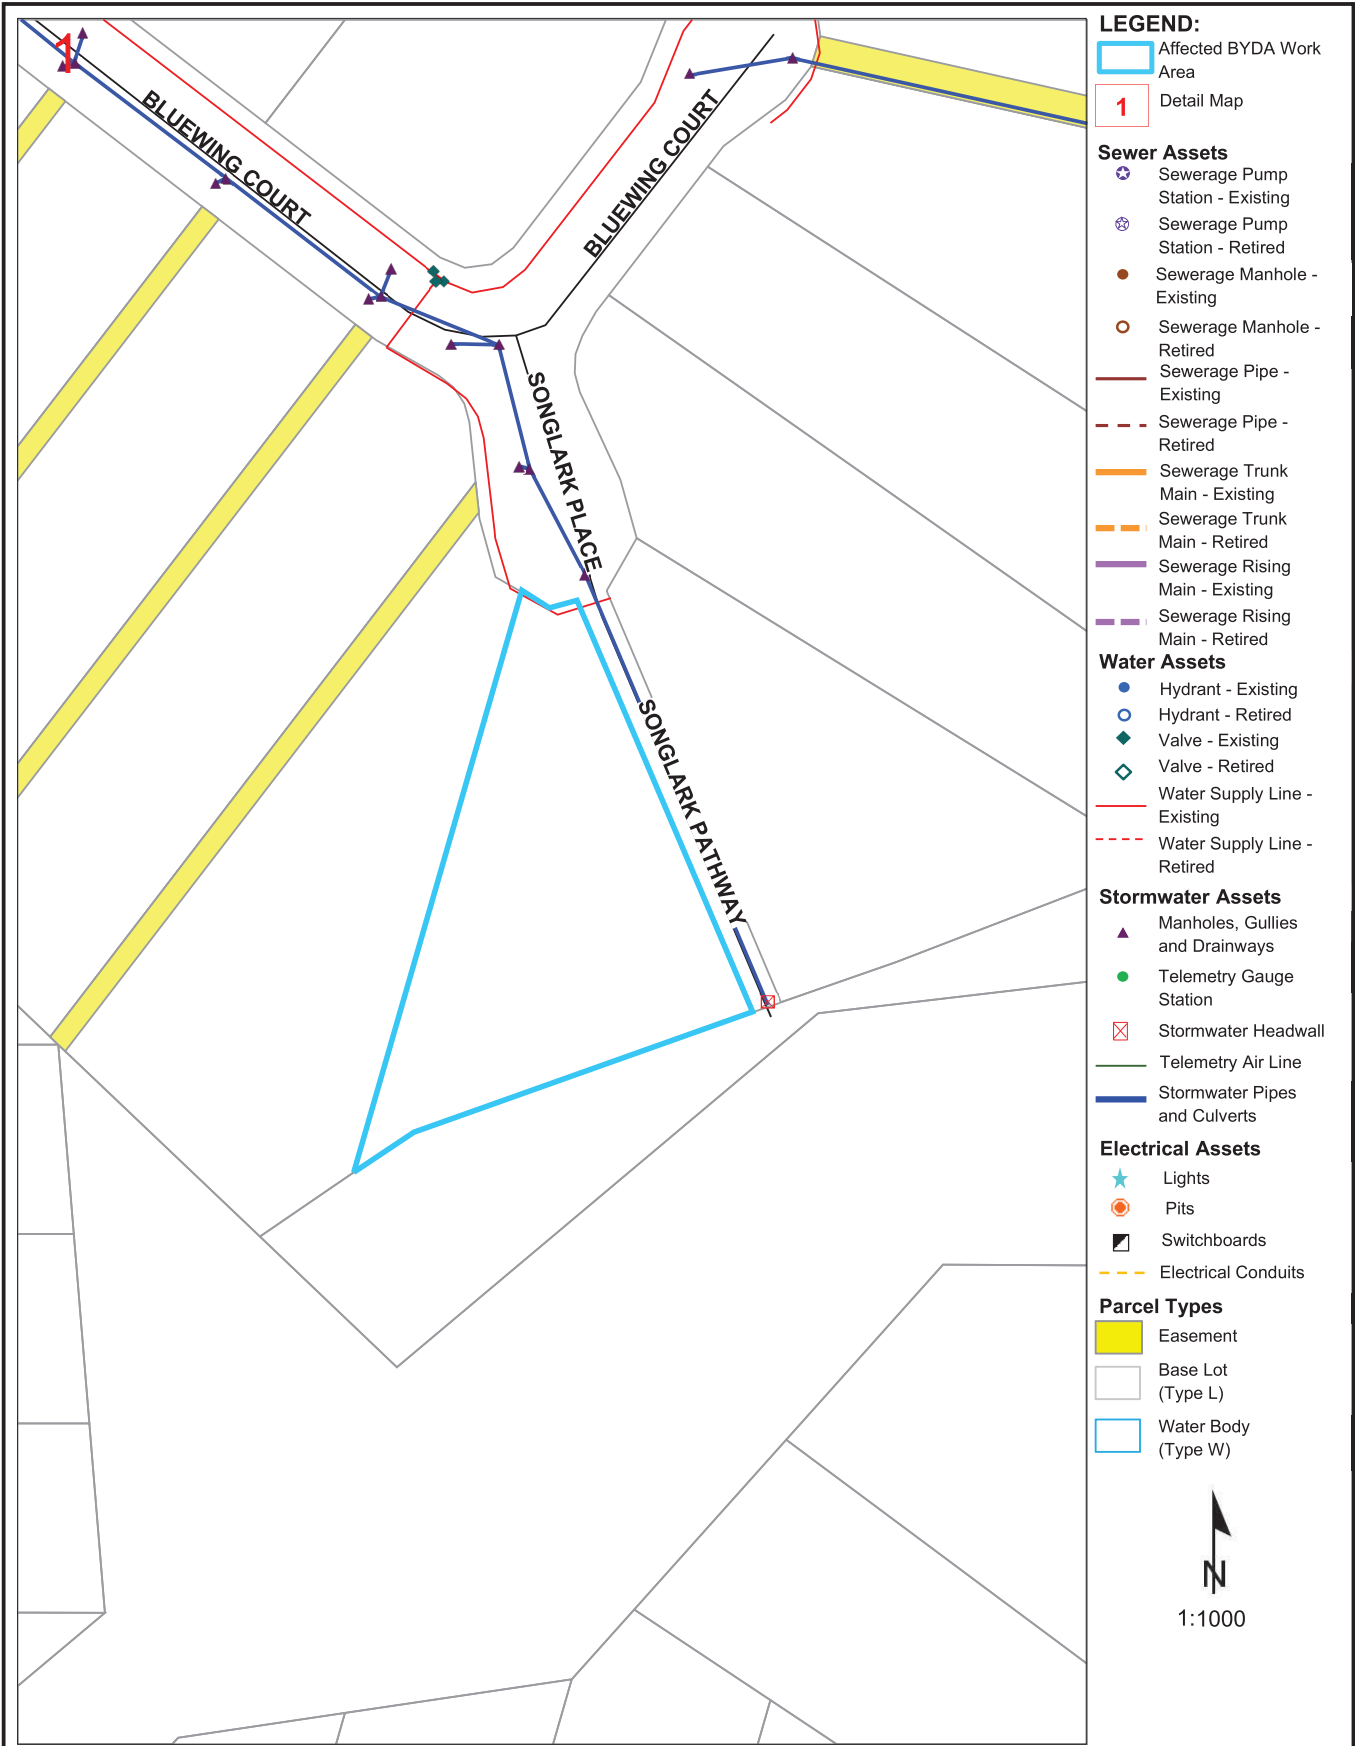 1
BLUEWING COURT
BLUEWING COURT
SONGLARK PLACE
SONGLARK PATHWAY
LEGEND:
Affected BYDA Work
Area
1
Detail Map
Sewer Assets
Sewerage Pump
Station - Existing
Sewerage Pump
Station - Retired
Sewerage Manhole -
Existing
Sewerage Manhole -
Retired
Sewerage Pipe -
Existing
Sewerage Pipe -
Retired
Sewerage Trunk
Main - Existing
Sewerage Trunk
Main - Retired
Sewerage Rising
Main - Existing
Sewerage Rising
Main - Retired
Water Assets
Hydrant - Existing
Hydrant - Retired
Valve - Existing
Valve - Retired
Water Supply Line -
Existing
Water Supply Line -
Retired
Stormwater Assets
Manholes, Gullies
and Drainways
Telemetry Gauge
Station
Stormwater Headwall
Telemetry Air Line
Stormwater Pipes
and Culverts
Electrical Assets
Lights
Pits
Switchboards
Electrical Conduits
Parcel Types
Easement
Base Lot
(Type L)
Water Body
(Type W)
N
1:1000